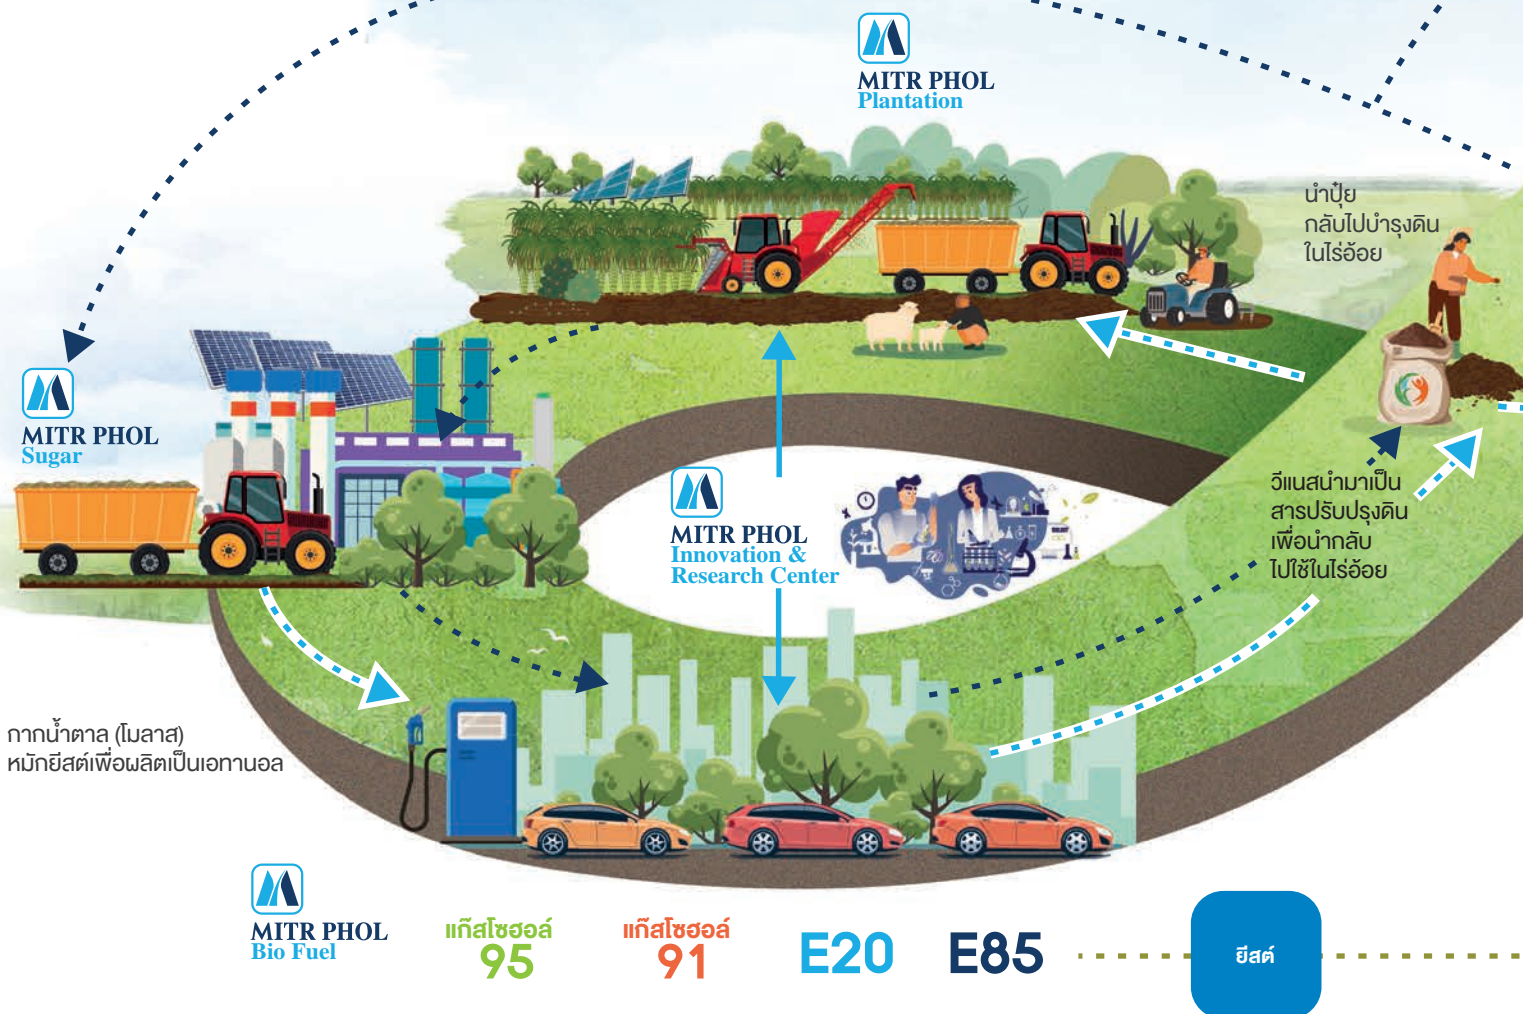 MITR PHOL
Plantation
นำปุ๋ย
กลับไปบำรุงดิน
ในไร่อ้อย
MITR PHOL
Sugar
MITR PHOL
Innovation &
Research Center
วีแนสนำมาเป็น
สารปรับปรุงดิน
เพื่อนำกลับ
ไปใช้ในไร่อ้อย
กากน้ำตาล (โมลาส)
หมักยีสต์เพื่อผลิตเป็นเอทานอล
MITR PHOL
Bio Fuel
แก๊สโซฮอล์
95
แก๊สโซฮอล์
91
E20
E85
ยีสต์